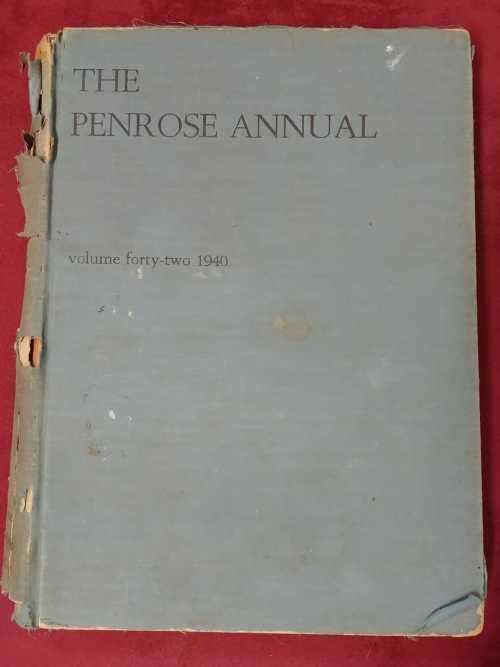 THE
PENROSE ANNUAL
volume forty-two 1940